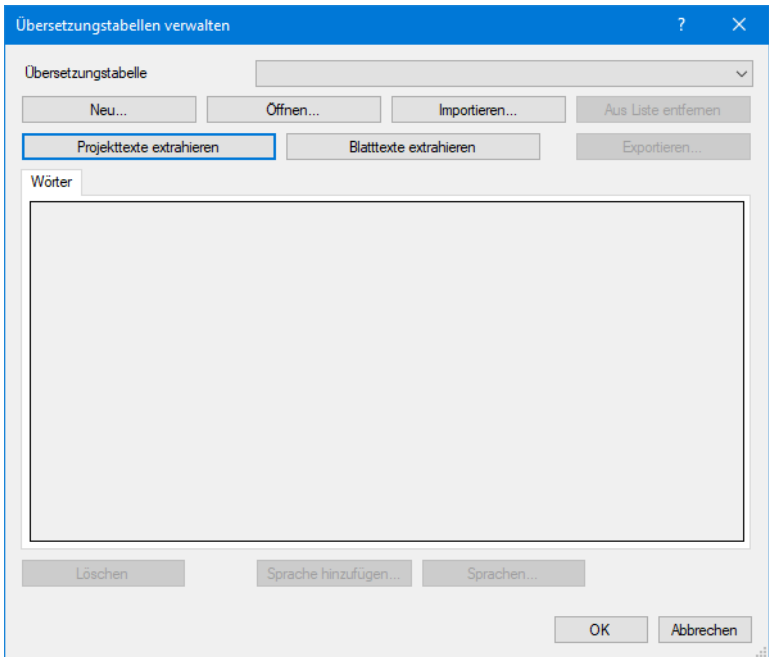 Übersetzungstabellen verwalten ?
Übersetzungstabelle
Neu... Öffnen... Importieren... Aus Liste entfernen
Projekttexte extrahieren Blatttexte extrahieren Exportieren...
Wörter
Löschen Sprache hinzufügen... Sprachen...
OK Abbrechen